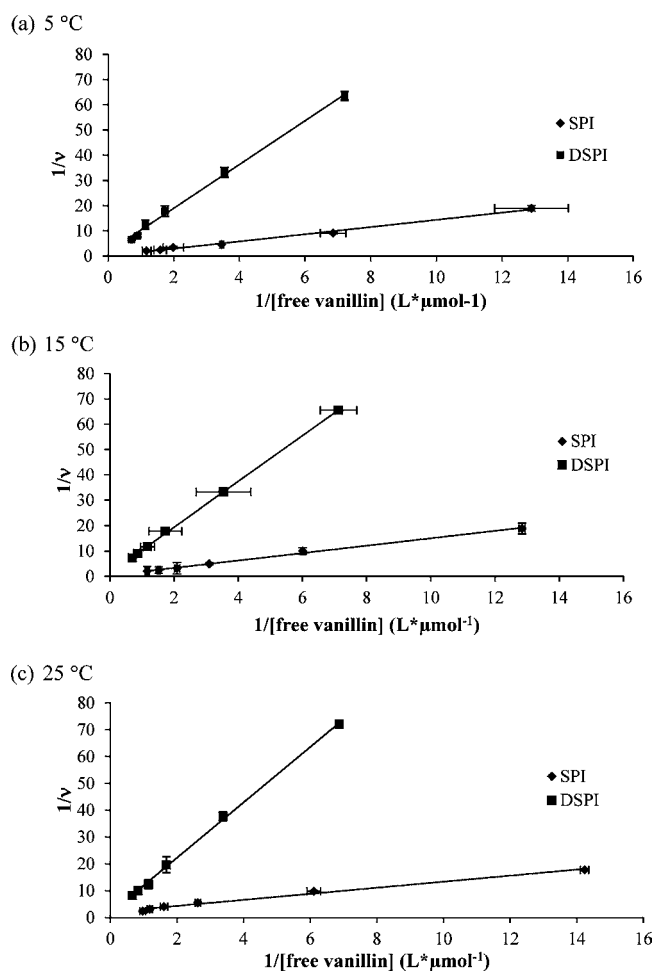 (a) 5 °C
80
70
60
50
40
30
20
10
0
1/ν
0 2 4 6 8 10 12 14 16
1/[free vanillin] (L*µmol-1)
SPI
DSPI
(b) 15 °C
80
70
60
50
40
30
20
10
0
1/ν
0 2 4 6 8 10 12 14 16
1/[free vanillin] (L*µmol⁻¹)
SPI
DSPI
(c) 25 °C
80
70
60
50
40
30
20
10
0
1/ν
0 2 4 6 8 10 12 14 16
1/[free vanillin] (L*µmol⁻¹)
SPI
DSPI